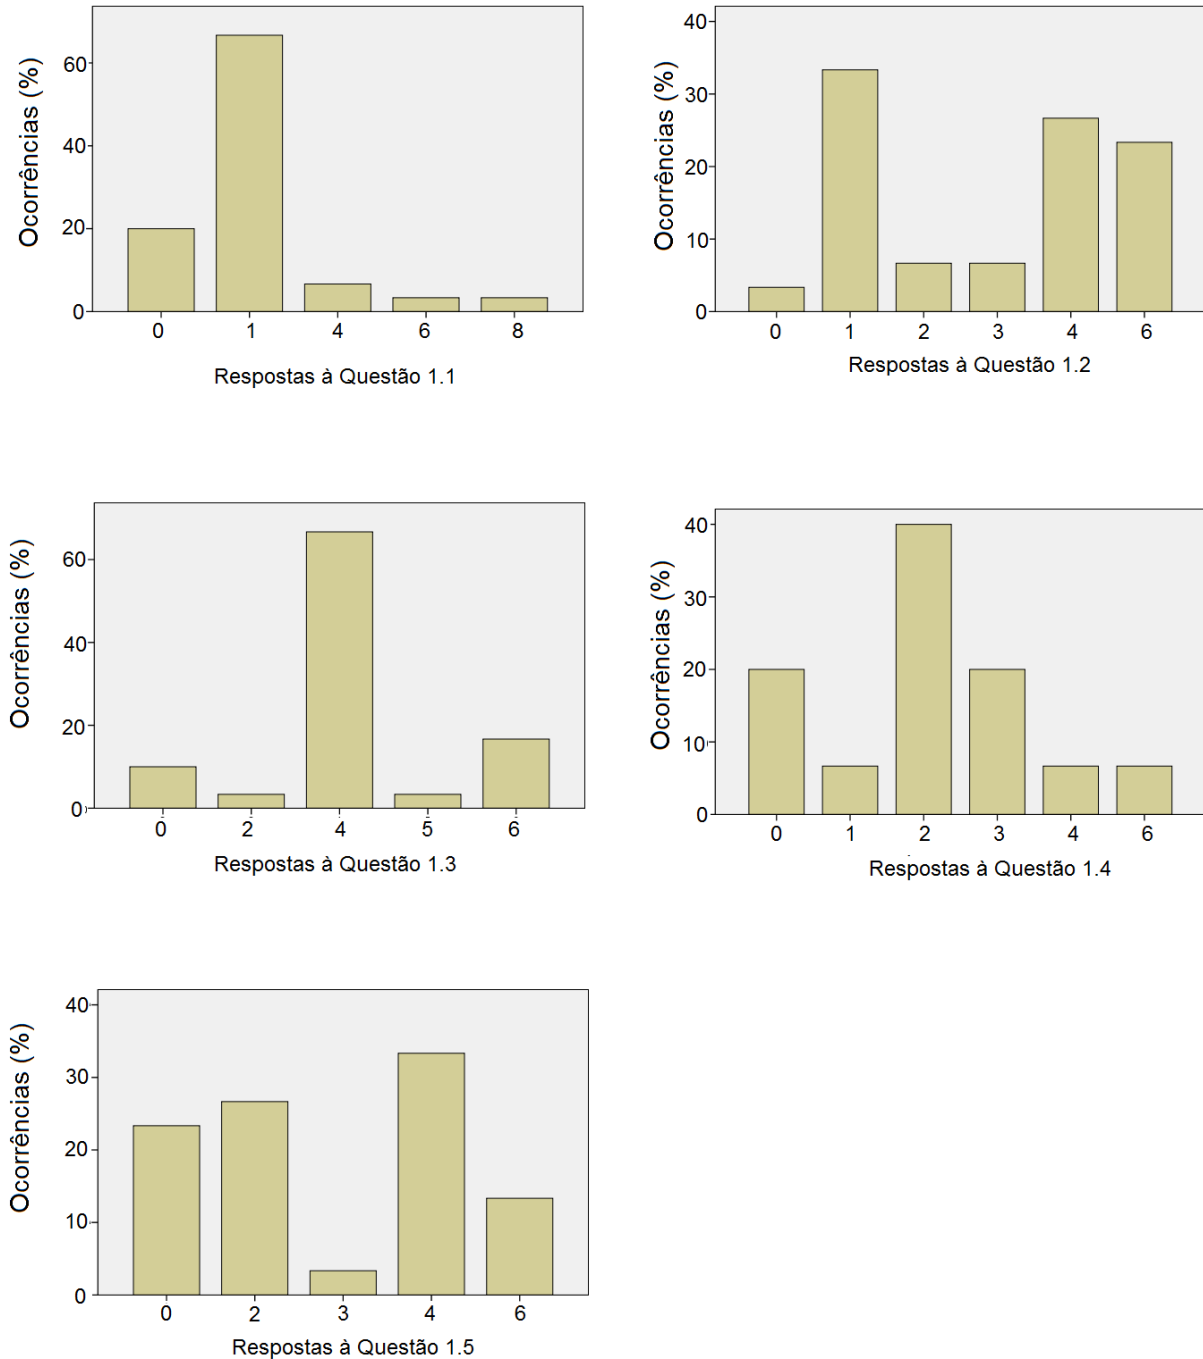 Ocorrências (%)
60
40
20
0
0 1 4 6 8
Respostas à Questão 1.1
Ocorrências (%)
40
30
20
10
0
0 1 2 3 4 6
Respostas à Questão 1.2
Ocorrências (%)
60
40
20
0
0 2 4 5 6
Respostas à Questão 1.3
Ocorrências (%)
40
30
20
10
0
0 1 2 3 4 6
Respostas à Questão 1.4
Ocorrências (%)
40
30
20
10
0
0 2 3 4 6
Respostas à Questão 1.5